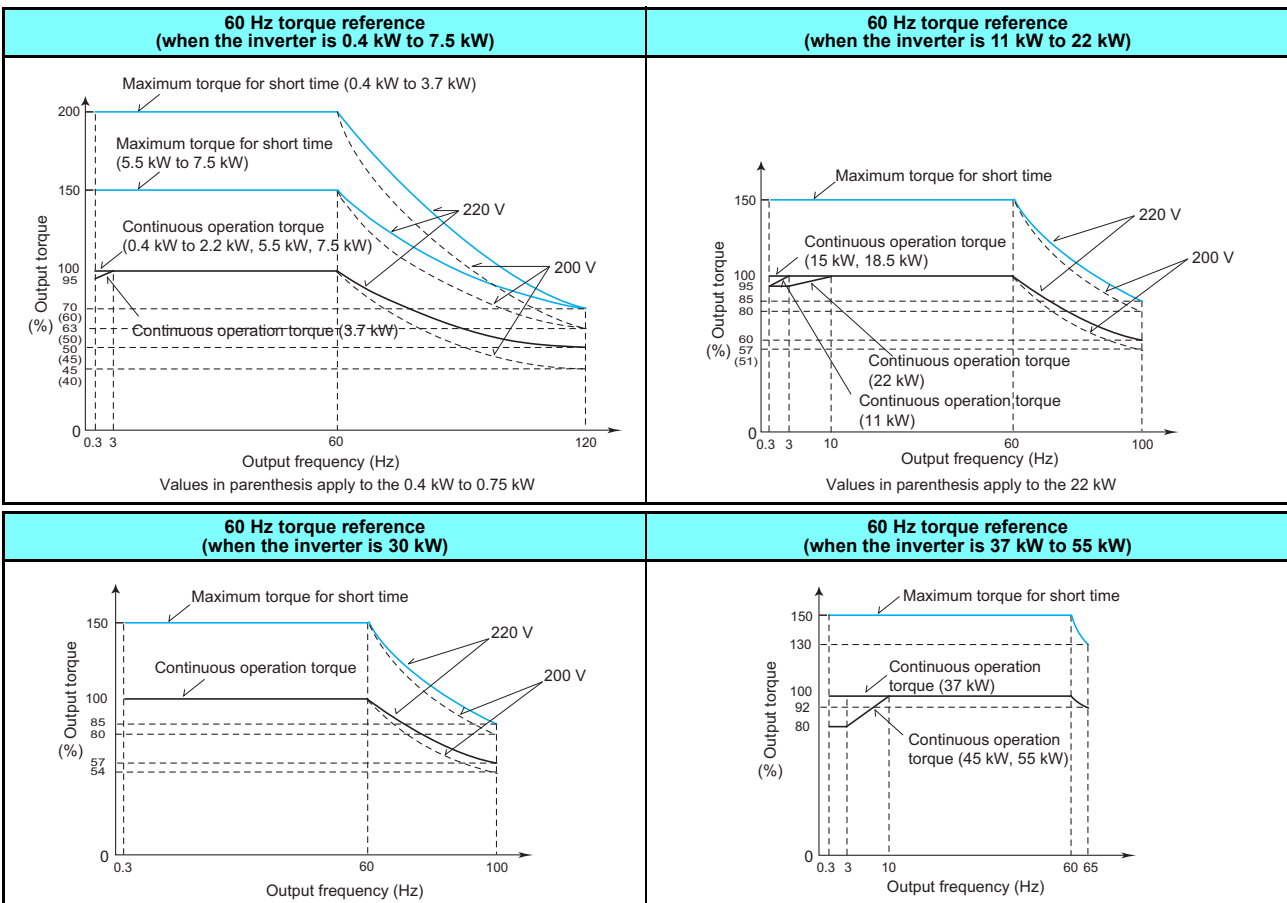 60 Hz torque reference
(when the inverter is 0.4 kW to 7.5 kW)
Maximum torque for short time (0.4 kW to 3.7 kW)
200
Maximum torque for short time
(5.5 kW to 7.5 kW)
150
220 V
Continuous operation torque
(0.4 kW to 2.2 kW, 5.5 kW, 7.5 kW)
200 V
100
95
Output torque
(%)
70
(60)
Continuous operation torque (3.7 kW)
63
(50)
50
(45)
45
(40)
0
0.3
3
60
120
Output frequency (Hz)
Values in parenthesis apply to the 0.4 kW to 0.75 kW
60 Hz torque reference
(when the inverter is 11 kW to 22 kW)
Maximum torque for short time
150
220 V
Continuous operation torque
(15 kW, 18.5 kW)
200 V
100
95
85
80
Output torque
(%)
60
57
(51)
Continuous operation torque
(22 kW)
Continuous operation torque
(11 kW)
0
0.3
3
10
60
100
Output frequency (Hz)
Values in parenthesis apply to the 22 kW
60 Hz torque reference
(when the inverter is 30 kW)
Maximum torque for short time
150
220 V
Continuous operation torque
200 V
100
85
80
Output torque
(%)
57
54
0
0.3
60
100
Output frequency (Hz)
60 Hz torque reference
(when the inverter is 37 kW to 55 kW)
Maximum torque for short time
150
130
Continuous operation
torque (37 kW)
100
92
80
Output torque
(%)
Continuous operation
torque (45 kW, 55 kW)
0
0.3
3
10
60
65
Output frequency (Hz)